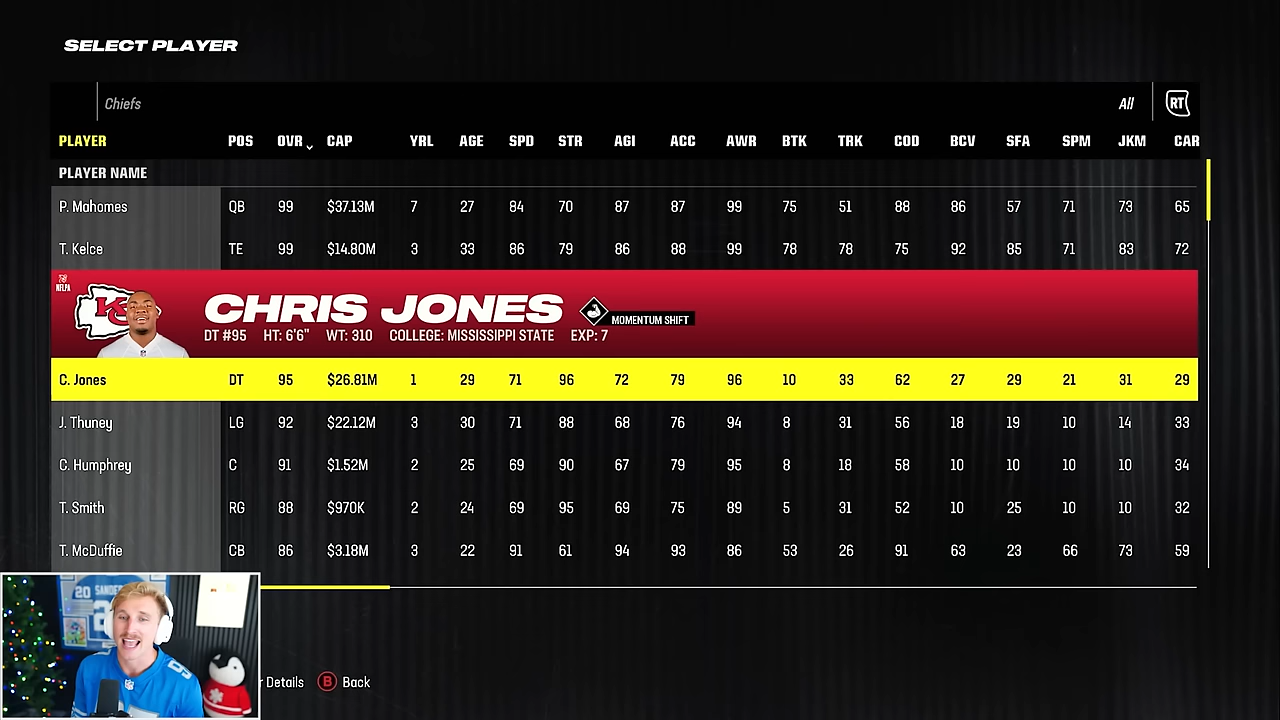 SELECT PLAYER
Chiefs All RT
PLAYER POS OVR CAP YRL AGE SPD STR AGI ACC AWR BTK TRK COD BCV SFA SPM JKM CAR
PLAYER NAME
P. Mahomes QB 99 $37.13M 7 27 84 70 87 87 99 75 51 88 86 57 71 73 65
T. Kelce TE 99 $14.80M 3 33 86 79 86 88 99 78 78 75 92 85 71 83 72
NFLPA
KC
CHRIS JONES MOMENTUM SHIFT
DT #95 HT: 6'6" WT: 310 COLLEGE: MISSISSIPPI STATE EXP: 7
C. Jones DT 95 $26.81M 1 29 71 96 72 79 96 10 33 62 27 29 21 31 29
J. Thuney LG 92 $22.12M 3 30 71 88 68 76 94 8 31 56 18 19 10 14 33
C. Humphrey C 91 $1.52M 2 25 69 90 67 79 95 8 18 58 10 10 10 10 34
T. Smith RG 88 $970K 2 24 69 95 69 75 89 5 31 52 10 25 10 10 32
T. McDuffie CB 86 $3.18M 3 22 91 61 94 93 86 53 26 91 63 23 66 73 59
20 SANDERS
r Details B Back